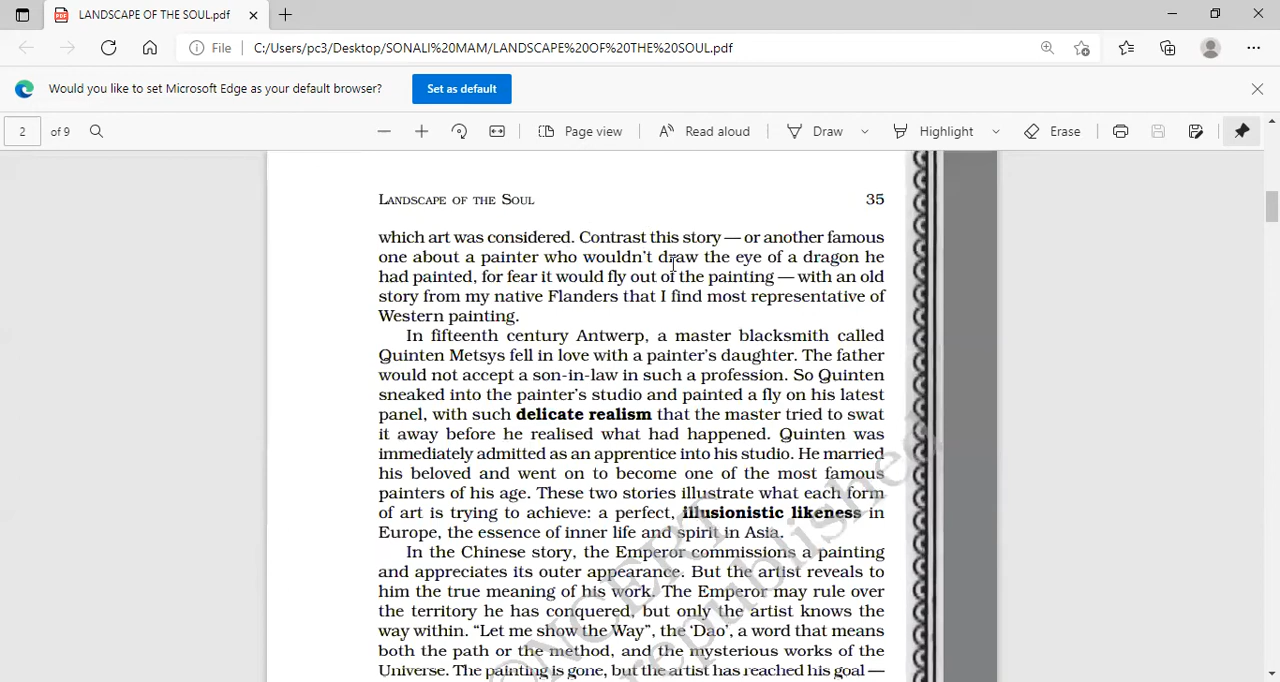 LANDSCAPE OF THE SOUL.pdf
File C:/Users/pc3/Desktop/SONALI%20MAM/LANDSCAPE%20OF%20THE%20SOUL.pdf
Would you like to set Microsoft Edge as your default browser? Set as default
2 of 9 Page view Read aloud Draw Highlight Erase
LANDSCAPE OF THE SOUL 35
which art was considered. Contrast this story — or another famous
one about a painter who wouldn't draw the eye of a dragon he
had painted, for fear it would fly out of the painting — with an old
story from my native Flanders that I find most representative of
Western painting.
In fifteenth century Antwerp, a master blacksmith called
Quinten Metsys fell in love with a painter's daughter. The father
would not accept a son-in-law in such a profession. So Quinten
sneaked into the painter's studio and painted a fly on his latest
panel, with such delicate realism that the master tried to swat
it away before he realised what had happened. Quinten was
immediately admitted as an apprentice into his studio. He married
his beloved and went on to become one of the most famous
painters of his age. These two stories illustrate what each form
of art is trying to achieve: a perfect, illusionistic likeness in
Europe, the essence of inner life and spirit in Asia.
In the Chinese story, the Emperor commissions a painting
and appreciates its outer appearance. But the artist reveals to
him the true meaning of his work. The Emperor may rule over
the territory he has conquered, but only the artist knows the
way within. “Let me show the Way”, the ‘Dao’, a word that means
both the path or the method, and the mysterious works of the
Universe. The painting is gone, but the artist has reached his goal —
NCERT
republished